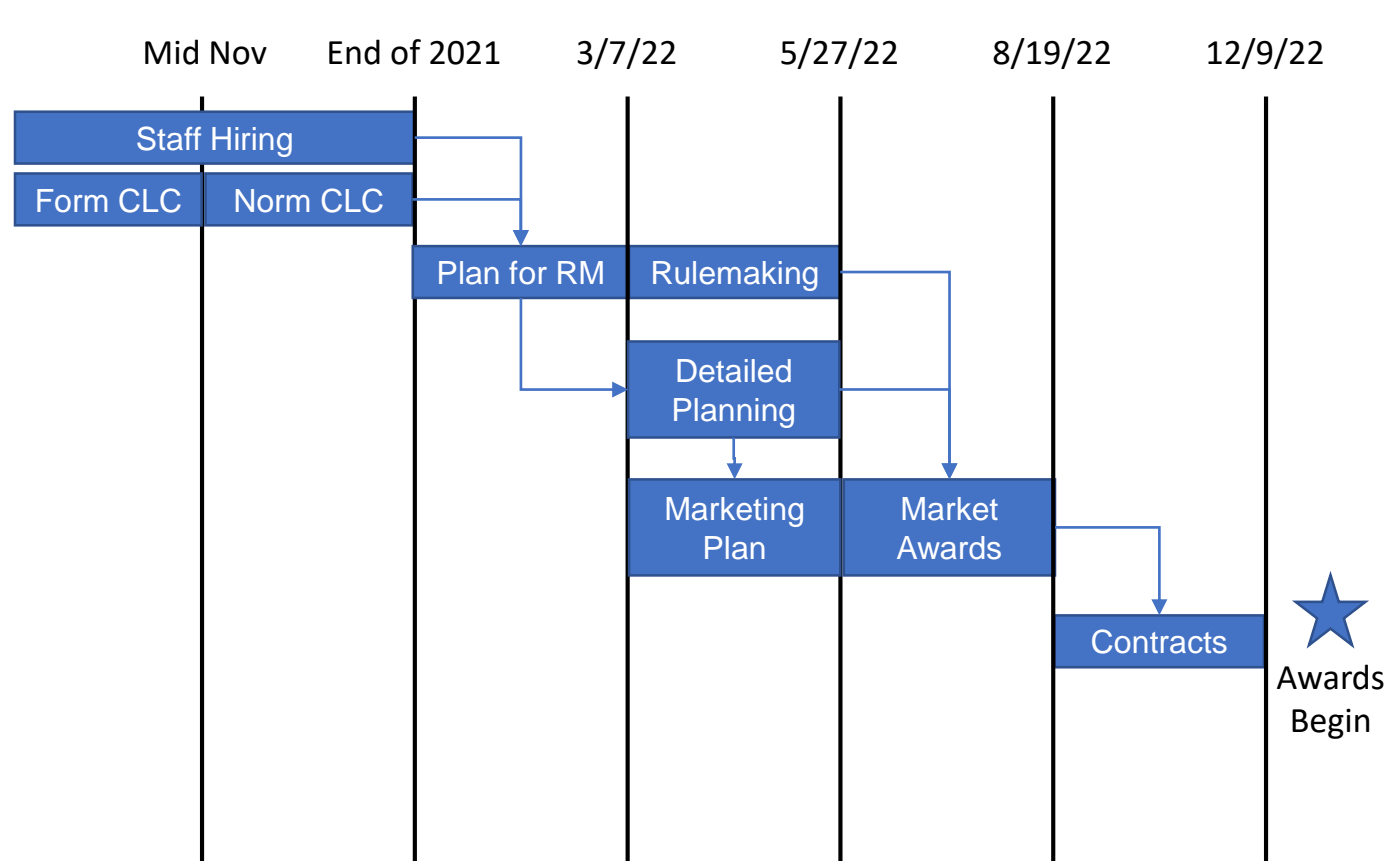 Mid Nov
End of 2021
3/7/22
5/27/22
8/19/22
12/9/22
Staff Hiring
Form CLC
Norm CLC
Plan for RM
Rulemaking
Detailed
Planning
Marketing
Plan
Market
Awards
Contracts
Awards
Begin